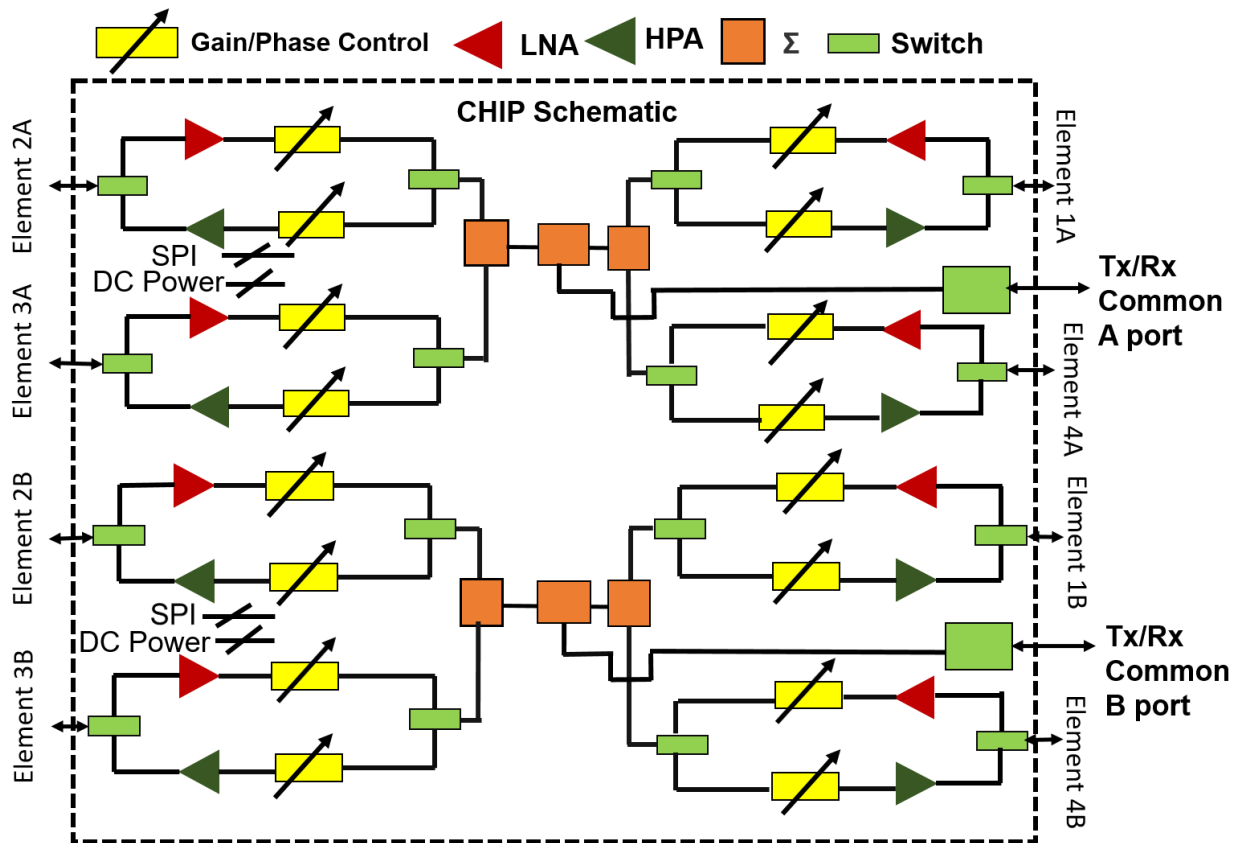 Gain/Phase Control
LNA
HPA
Σ
Switch
CHIP Schematic
Element 2A
Element 1A
SPI
DC Power
Tx/Rx
Common
A port
Element 3A
Element 4A
Element 2B
Element 1B
SPI
DC Power
Tx/Rx
Common
B port
Element 3B
Element 4B